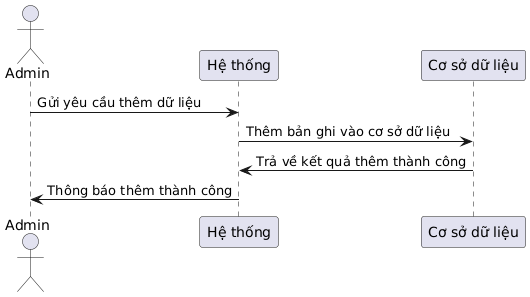 Admin
Hệ thống
Cơ sở dữ liệu
Gửi yêu cầu thêm dữ liệu
Thêm bản ghi vào cơ sở dữ liệu
Trả về kết quả thêm thành công
Thông báo thêm thành công
Admin
Hệ thống
Cơ sở dữ liệu